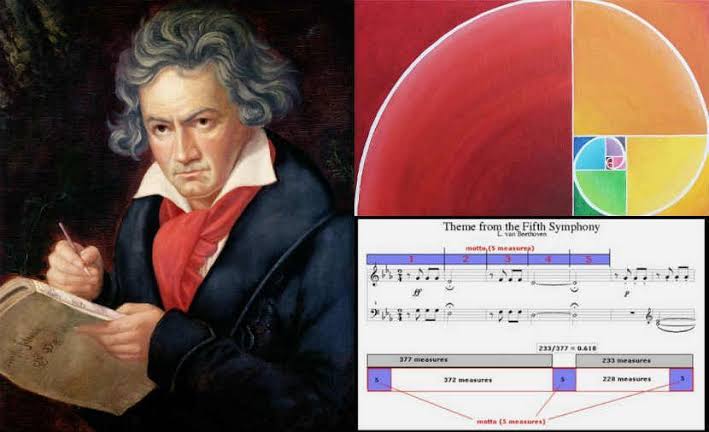 Theme from the Fifth Symphony
L. van Beethoven
motto (5 measures)
1 2 3 4 5
ff p
233/377 = 0.618
377 measures 233 measures
5 372 measures 5 228 measures 5
motto (5 measures)